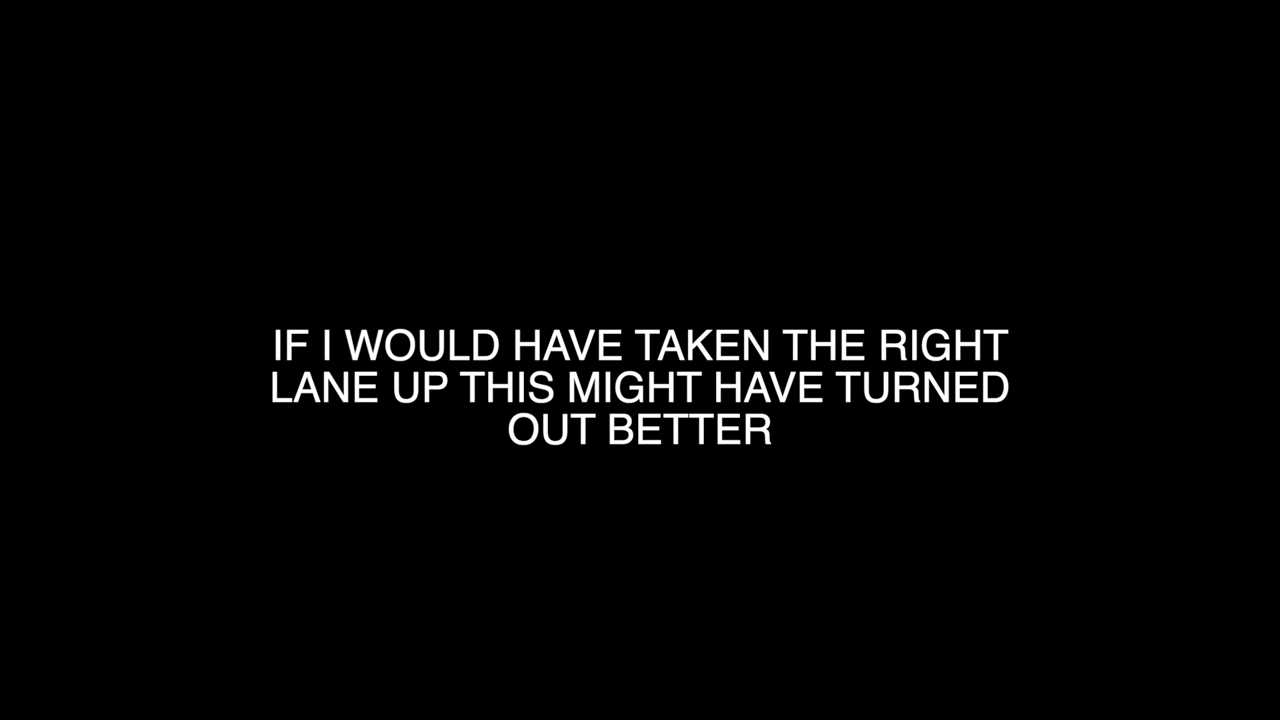 IF I WOULD HAVE TAKEN THE RIGHT
LANE UP THIS MIGHT HAVE TURNED
OUT BETTER